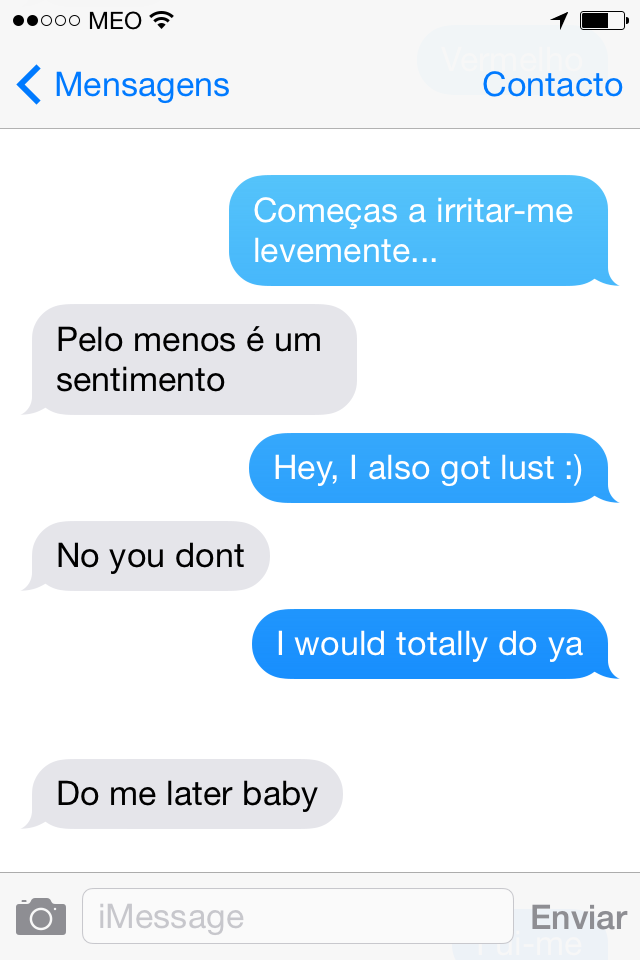 MEO
Vermelho
Mensagens
Contacto
Começas a irritar-me
levemente...
Pelo menos é um
sentimento
Hey, I also got lust :)
No you dont
I would totally do ya
Do me later baby
iMessage
Enviar
Fui-me